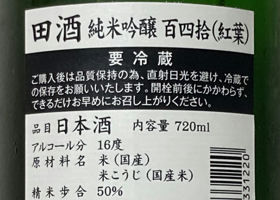 田酒 純米吟醸 百四拾(紅葉)
要冷蔵
ご購入後は品質保持の為、直射日光を避け、冷蔵で
の保存をお願いいたします。開栓前後にかかわらず、
できるだけお早めにお召し上がりください。
品目 日本酒 内容量 720ml
アルコール分 16度
原材料名 米(国産)
米こうじ(国産米)
精米歩合 50%
331220